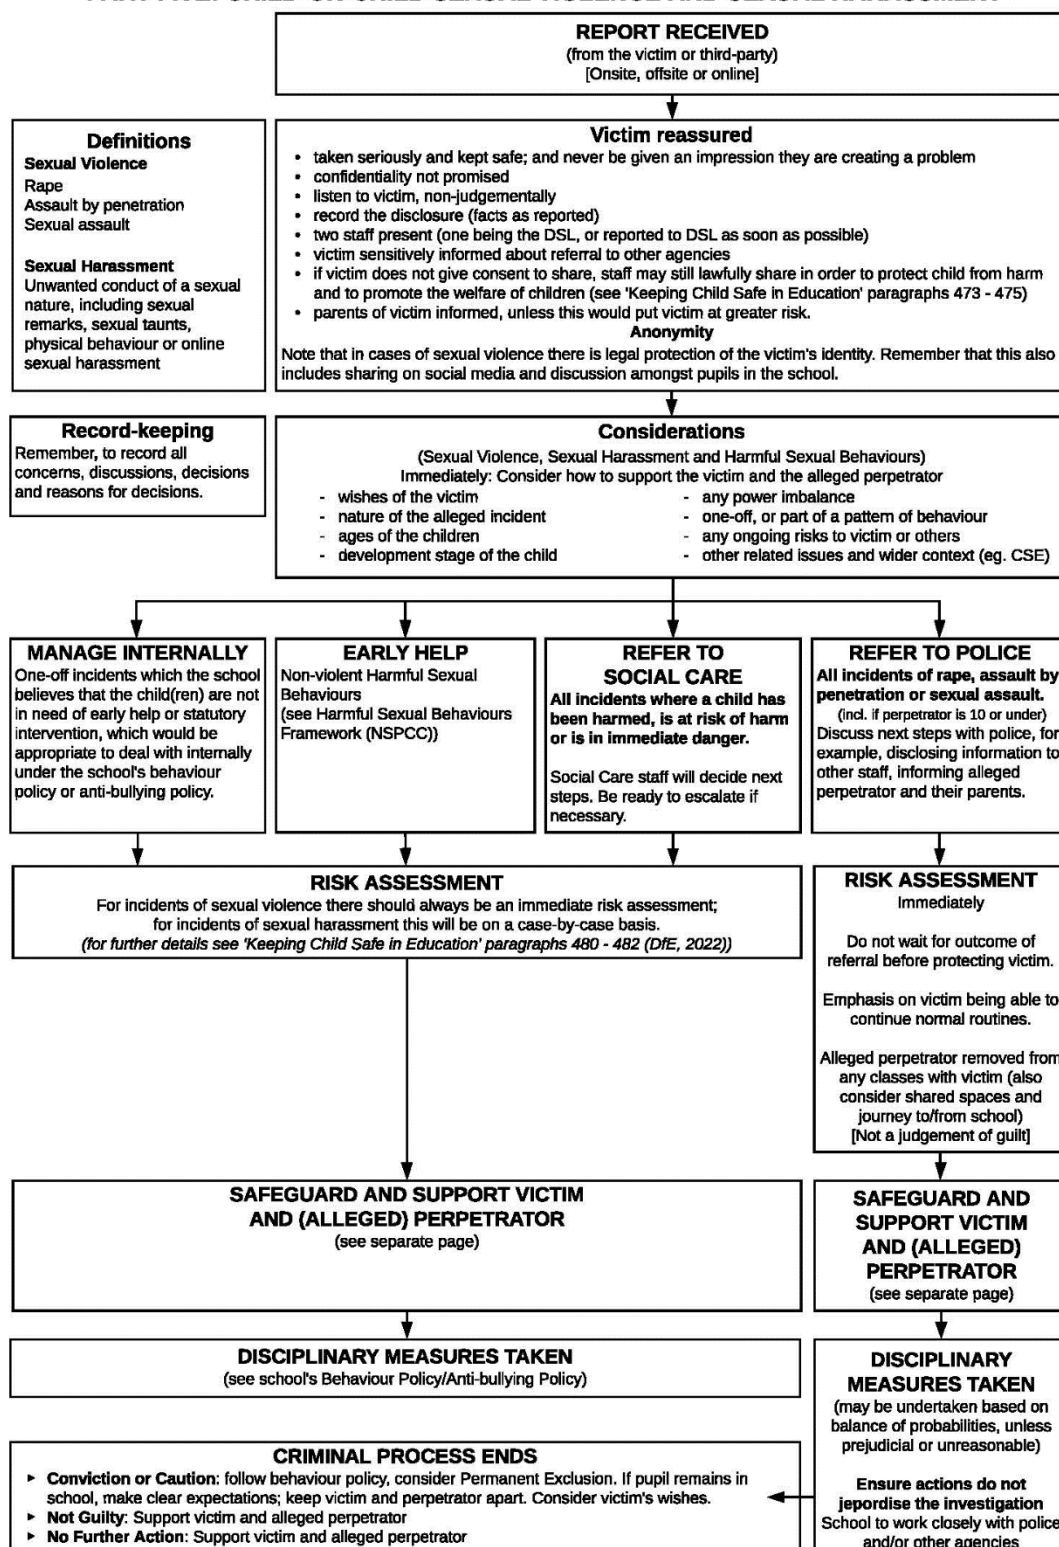 REPORT RECEIVED
(from the victim or third-party)
[Onsite, offsite or online]
Definitions
Sexual Violence
Rape
Assault by penetration
Sexual assault
Sexual Harassment
Unwanted conduct of a sexual
nature, including sexual
remarks, sexual taunts,
physical behaviour or online
sexual harassment
Victim reassured
• taken seriously and kept safe; and never be given an impression they are creating a problem
• confidentiality not promised
• listen to victim, non-judgementally
• record the disclosure (facts as reported)
• two staff present (one being the DSL, or reported to DSL as soon as possible)
• victim sensitively informed about referral to other agencies
• if victim does not give consent to share, staff may still lawfully share in order to protect child from harm
and to promote the welfare of children (see 'Keeping Child Safe in Education' paragraphs 473 - 475)
• parents of victim informed, unless this would put victim at greater risk.
Anonymity
Note that in cases of sexual violence there is legal protection of the victim's identity. Remember that this also
includes sharing on social media and discussion amongst pupils in the school.
Record-keeping
Remember, to record all
concerns, discussions, decisions
and reasons for decisions.
Considerations
(Sexual Violence, Sexual Harassment and Harmful Sexual Behaviours)
Immediately: Consider how to support the victim and the alleged perpetrator
- wishes of the victim
- nature of the alleged incident
- ages of the children
- development stage of the child
- any power imbalance
- one-off, or part of a pattern of behaviour
- any ongoing risks to victim or others
- other related issues and wider context (eg. CSE)
MANAGE INTERNALLY
One-off incidents which the school
believes that the child(ren) are not
in need of early help or statutory
intervention, which would be
appropriate to deal with internally
under the school's behaviour
policy or anti-bullying policy.
EARLY HELP
Non-violent Harmful Sexual
Behaviours
(see Harmful Sexual Behaviours
Framework (NSPCC))
REFER TO
SOCIAL CARE
All incidents where a child has
been harmed, is at risk of harm
or is in immediate danger.
Social Care staff will decide next
steps. Be ready to escalate if
necessary.
REFER TO POLICE
All incidents of rape, assault by
penetration or sexual assault.
(incl. if perpetrator is 10 or under)
Discuss next steps with police, for
example, disclosing information to
other staff, informing alleged
perpetrator and their parents.
RISK ASSESSMENT
For incidents of sexual violence there should always be an immediate risk assessment;
for incidents of sexual harassment this will be on a case-by-case basis.
(for further details see 'Keeping Child Safe in Education' paragraphs 480 - 482 (DfE, 2022))
RISK ASSESSMENT
Immediately
Do not wait for outcome of
referral before protecting victim.
Emphasis on victim being able to
continue normal routines.
Alleged perpetrator removed from
any classes with victim (also
consider shared spaces and
journey to/from school)
[Not a judgement of guilt]
SAFEGUARD AND SUPPORT VICTIM
AND (ALLEGED) PERPETRATOR
(see separate page)
SAFEGUARD AND
SUPPORT VICTIM
AND (ALLEGED)
PERPETRATOR
(see separate page)
DISCIPLINARY MEASURES TAKEN
(see school's Behaviour Policy/Anti-bullying Policy)
DISCIPLINARY
MEASURES TAKEN
(may be undertaken based on
balance of probabilities, unless
prejudicial or unreasonable)
Ensure actions do not
jepordise the investigation
School to work closely with police
and/or other agencies
CRIMINAL PROCESS ENDS
► Conviction or Caution: follow behaviour policy, consider Permanent Exclusion. If pupil remains in
school, make clear expectations; keep victim and perpetrator apart. Consider victim's wishes.
► Not Guilty: Support victim and alleged perpetrator
► No Further Action: Support victim and alleged perpetrator